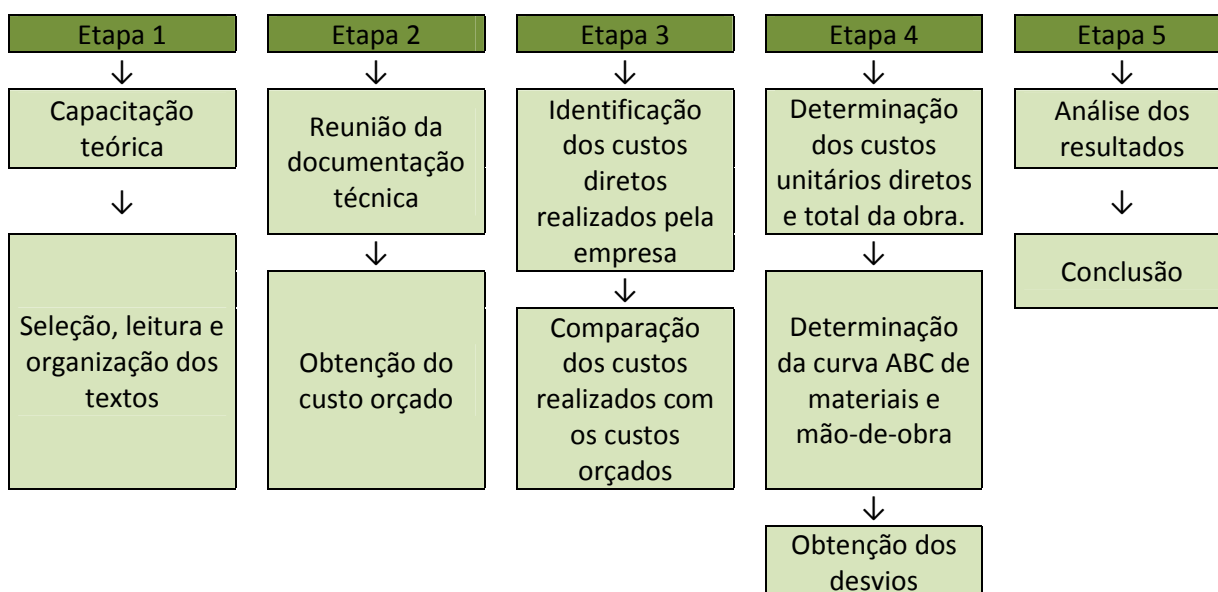 Etapa 1
Capacitação
teórica
Seleção, leitura e
organização dos
textos
Etapa 2
Reunião da
documentação
técnica
Obtenção do
custo orçado
Etapa 3
Identificação
dos custos
diretos
realizados pela
empresa
Comparação
dos custos
realizados com
os custos
orçados
Etapa 4
Determinação
dos custos
unitários diretos
e total da obra.
Determinação
da curva ABC de
materiais e
mão-de-obra
Obtenção dos
desvios
Etapa 5
Análise dos
resultados
Conclusão